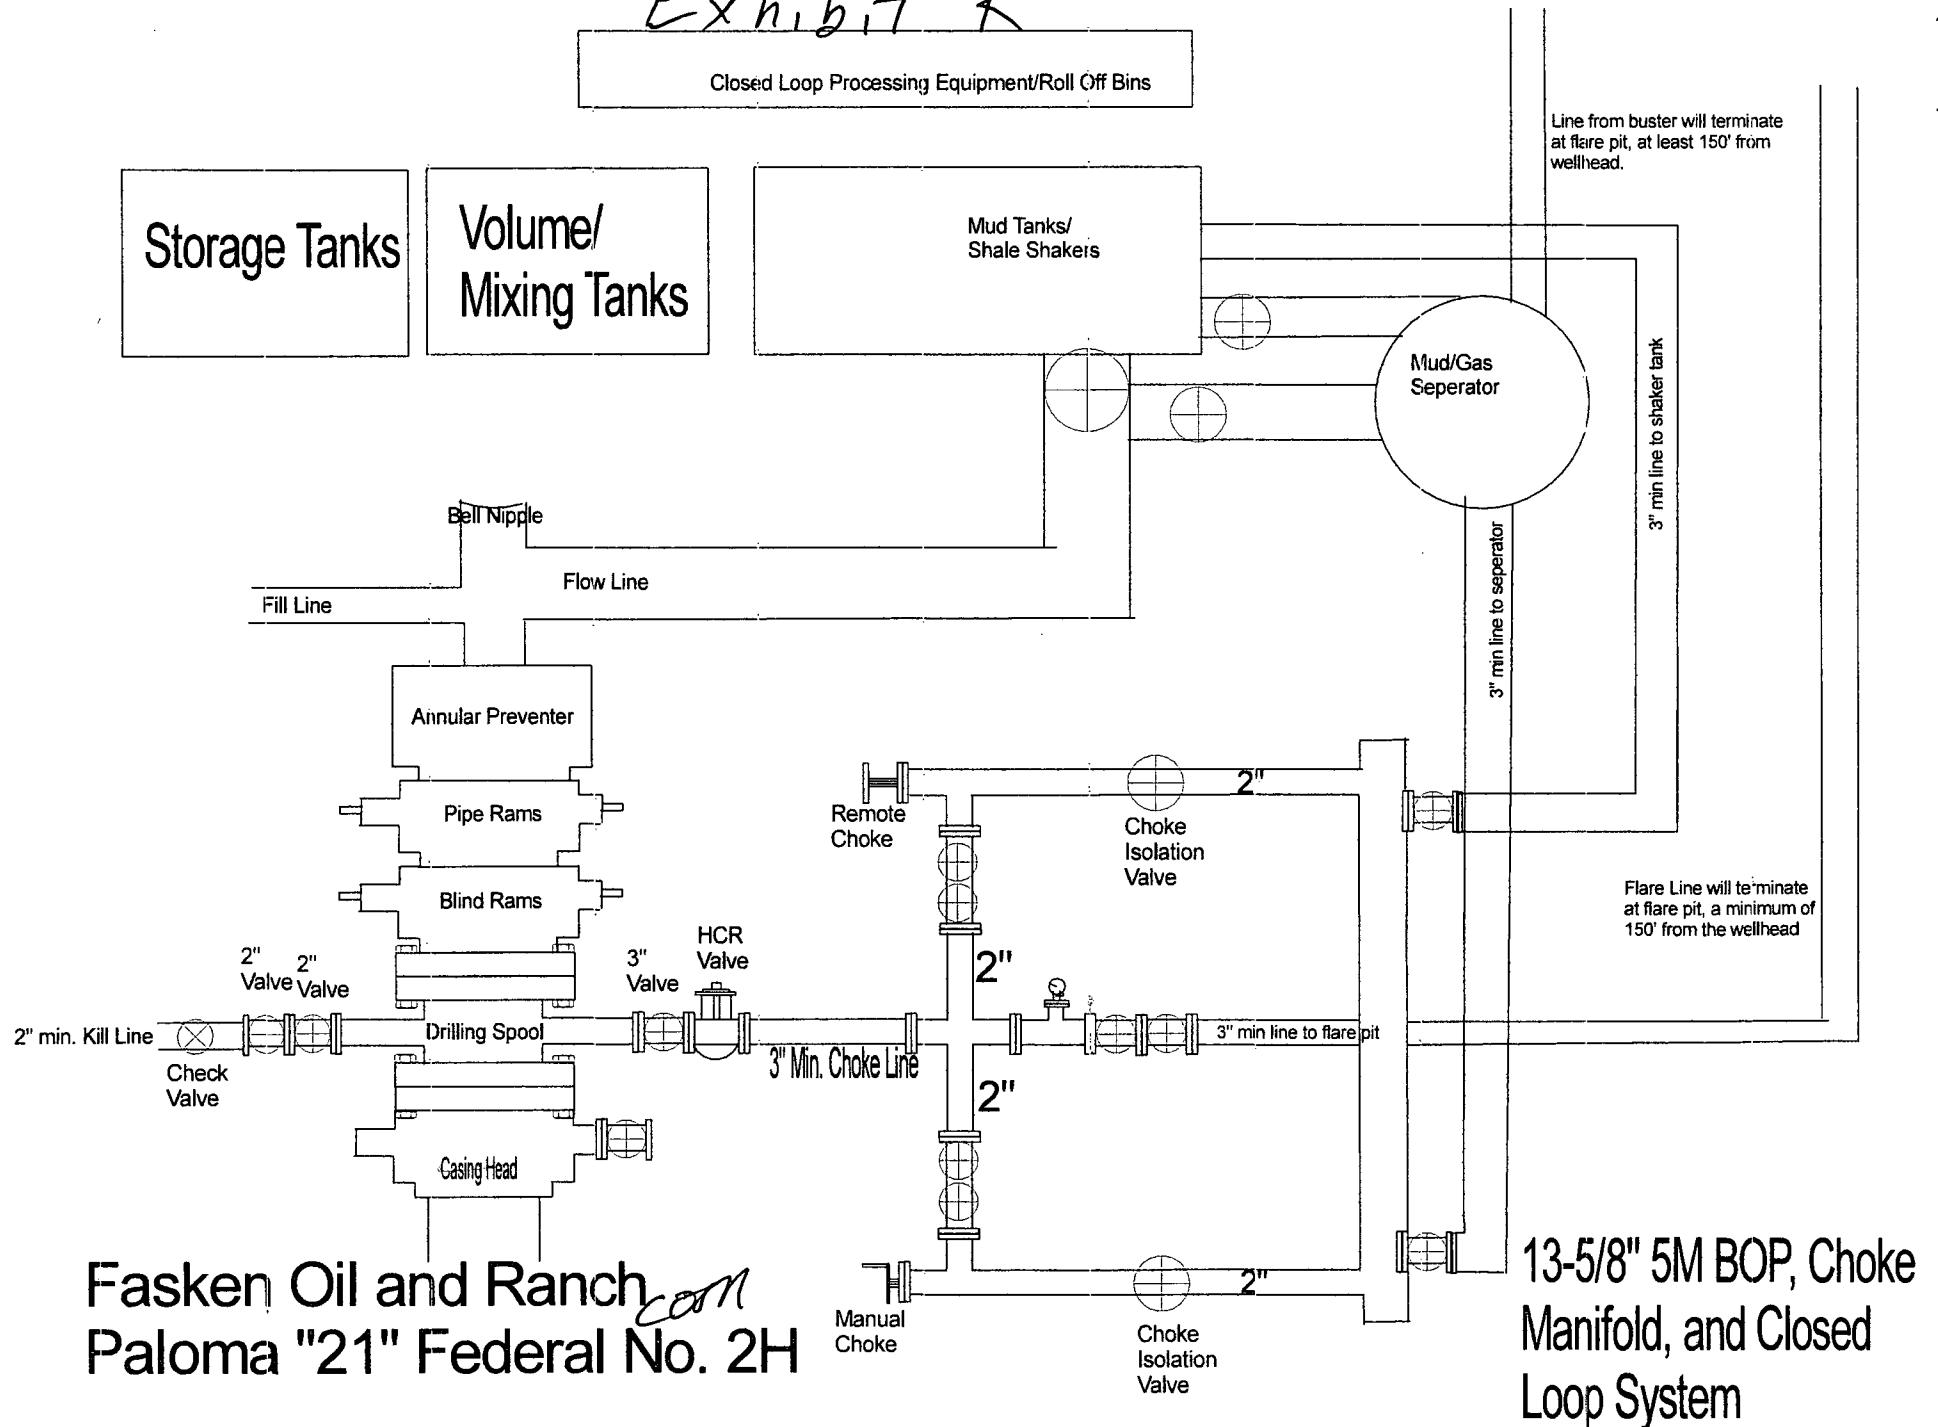 Exhibit A
Closed Loop Processing Equipment/Roll Off Bins
Line from buster will terminate
at flare pit, at least 150' from
wellhead.
Storage Tanks
Volume/
Mixing Tanks
Mud Tanks/
Shale Shakers
Mud/Gas
Seperator
3" min line to shaker tank
3" min line to seperator
Bell Nipple
Flow Line
Fill Line
Annular Preventer
Pipe Rams
Blind Rams
Remote
Choke
2"
Choke
Isolation
Valve
Flare Line will terminate
at flare pit, a minimum of
150' from the wellhead
2"
Valve
2"
Valve
3"
Valve
HCR
Valve
2"
2" min. Kill Line
Drilling Spool
3" min line to flare pit
3" Min. Choke Line
Check
Valve
2"
Casing Head
2"
Manual
Choke
Choke
Isolation
Valve
Fasken Oil and Ranch
com
Paloma "21" Federal No. 2H
13-5/8" 5M BOP, Choke
Manifold, and Closed
Loop System